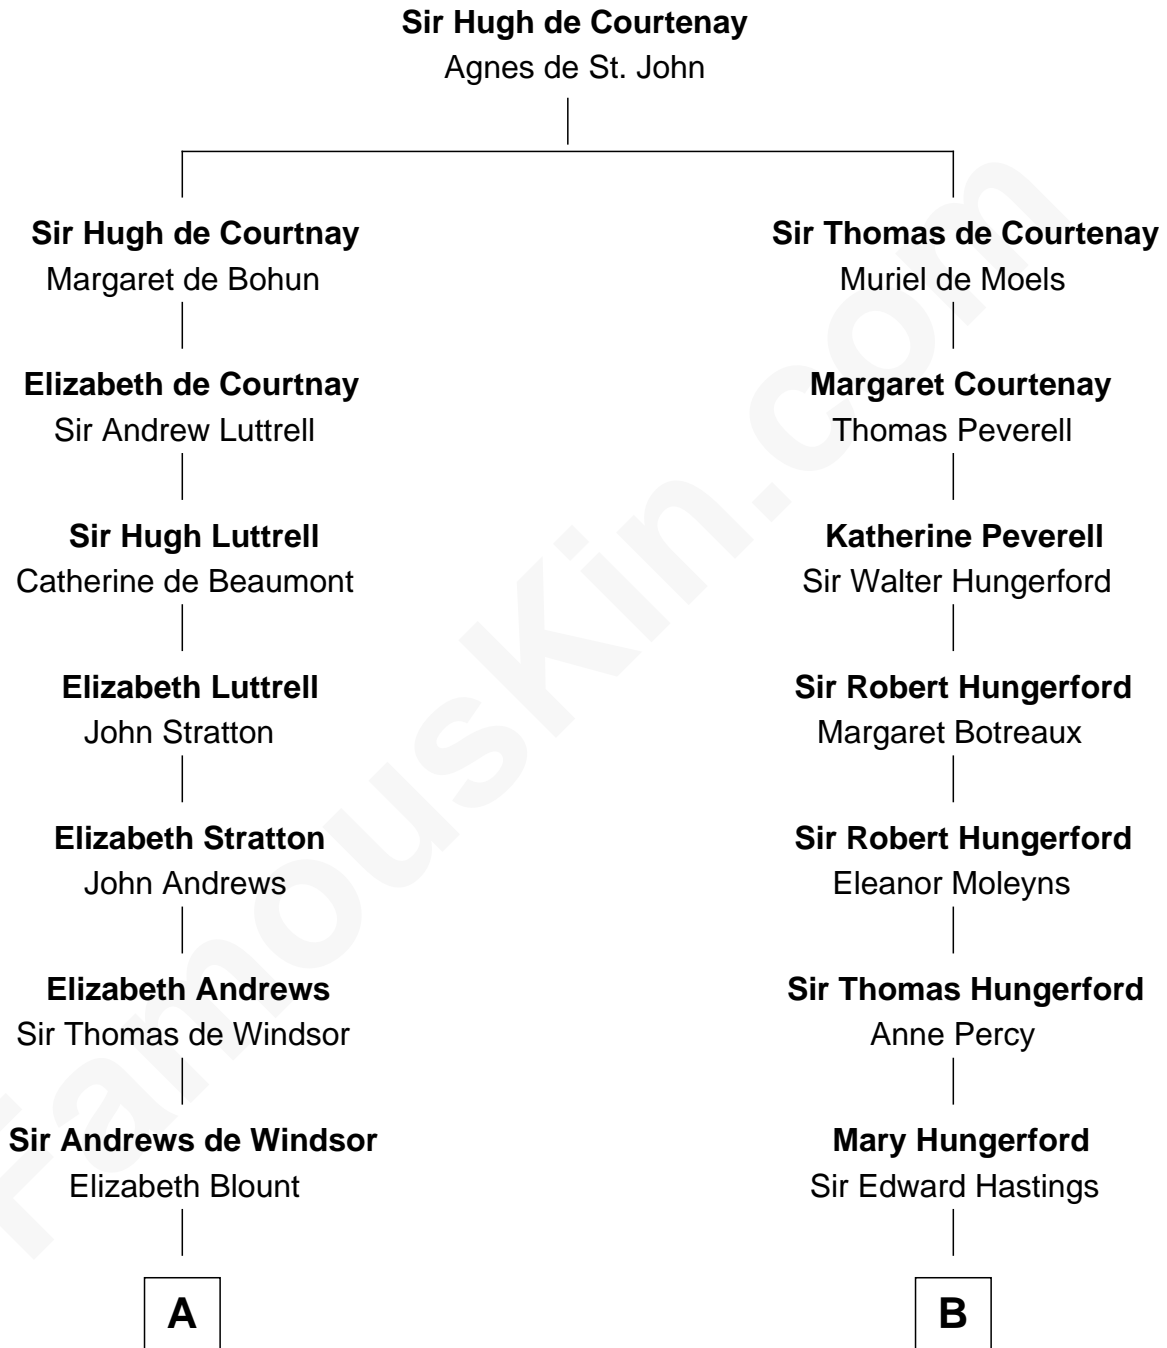 Sir Hugh de Courtenay
Agnes de St. John
Sir Hugh de Courtnay
Margaret de Bohun
Elizabeth de Courtnay
Sir Andrew Luttrell
Sir Hugh Luttrell
Catherine de Beaumont
Elizabeth Luttrell
John Stratton
Elizabeth Stratton
John Andrews
Elizabeth Andrews
Sir Thomas de Windsor
Sir Andrews de Windsor
Elizabeth Blount
A
Sir Thomas de Courtenay
Muriel de Moels
Margaret Courtenay
Thomas Peverell
Katherine Peverell
Sir Walter Hungerford
Sir Robert Hungerford
Margaret Botreaux
Sir Robert Hungerford
Eleanor Moleyns
Sir Thomas Hungerford
Anne Percy
Mary Hungerford
Sir Edward Hastings
B
FamousKin.com